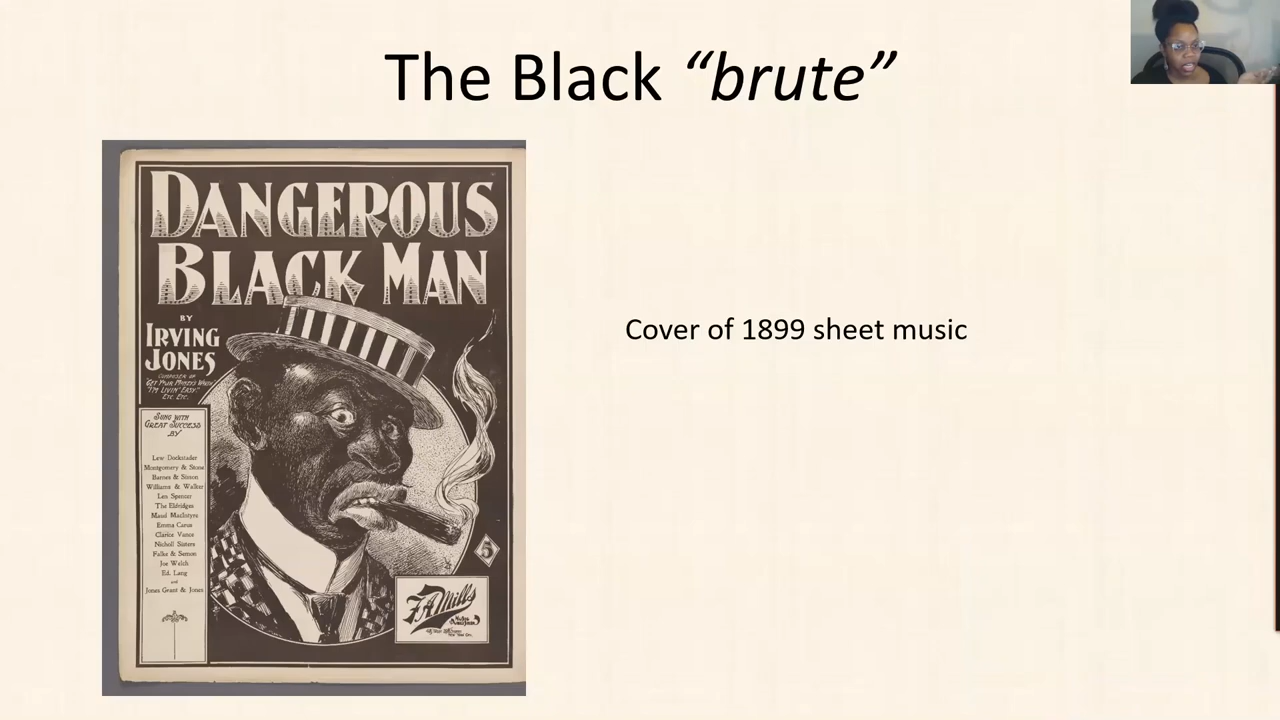 The Black “brute”
DANGEROUS
BLACK MAN
BY
IRVING
JONES
COMPOSER OF
"GET YOUR MONEY'S WORTH"
"I'M LIVIN' EASY."
ETC. ETC.
SUNG WITH
GREAT SUCCESS
BY
Lew Dockstader
Montgomery & Stone
Barnes & Sisson
Williams & Walker
Len Spencer
The Eldridges
Maud MacIntyre
Emma Carus
Clarice Vance
Nicholl Sisters
Falke & Semon
Joe Welch
Ed. Lang
and
Jones Grant & Jones
5
F.A. Mills
Cover of 1899 sheet music